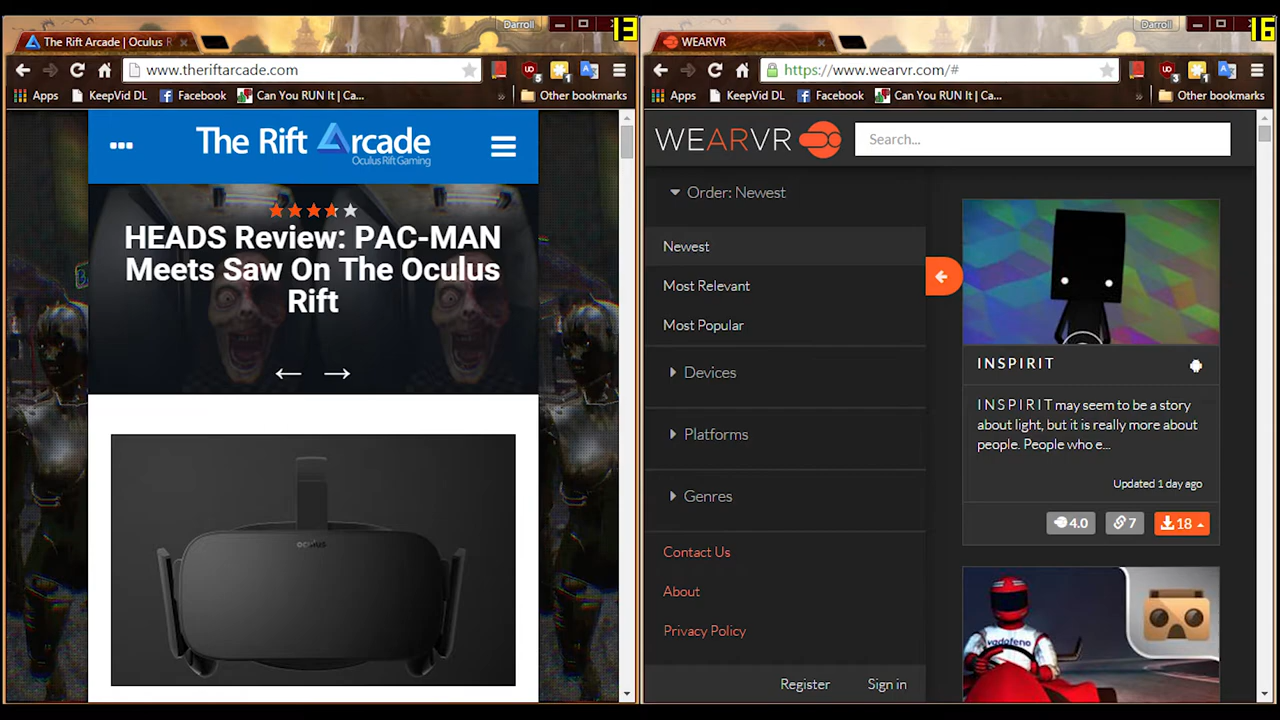 Darroll
13
The Rift Arcade | Oculus R
www.theriftarcade.com
Apps
KeepVid DL
Facebook
Can You RUN It | Ca...
»
Other bookmarks
The Rift Arcade
Oculus Rift Gaming
HEADS Review: PAC-MAN
Meets Saw On The Oculus
Rift
← →
oculus
Darroll
16
WEARVR
https://www.wearvr.com/#
Apps
KeepVid DL
Facebook
Can You RUN It | Ca...
»
Other bookmarks
WEARVR
Search...
Order: Newest
Newest
Most Relevant
Most Popular
Devices
Platforms
Genres
Contact Us
About
Privacy Policy
Register Sign in
INSPIRIT
I N S P I R I T may seem to be a story
about light, but it is really more about
people. People who e...
Updated 1 day ago
4.0 7 18
vodafone